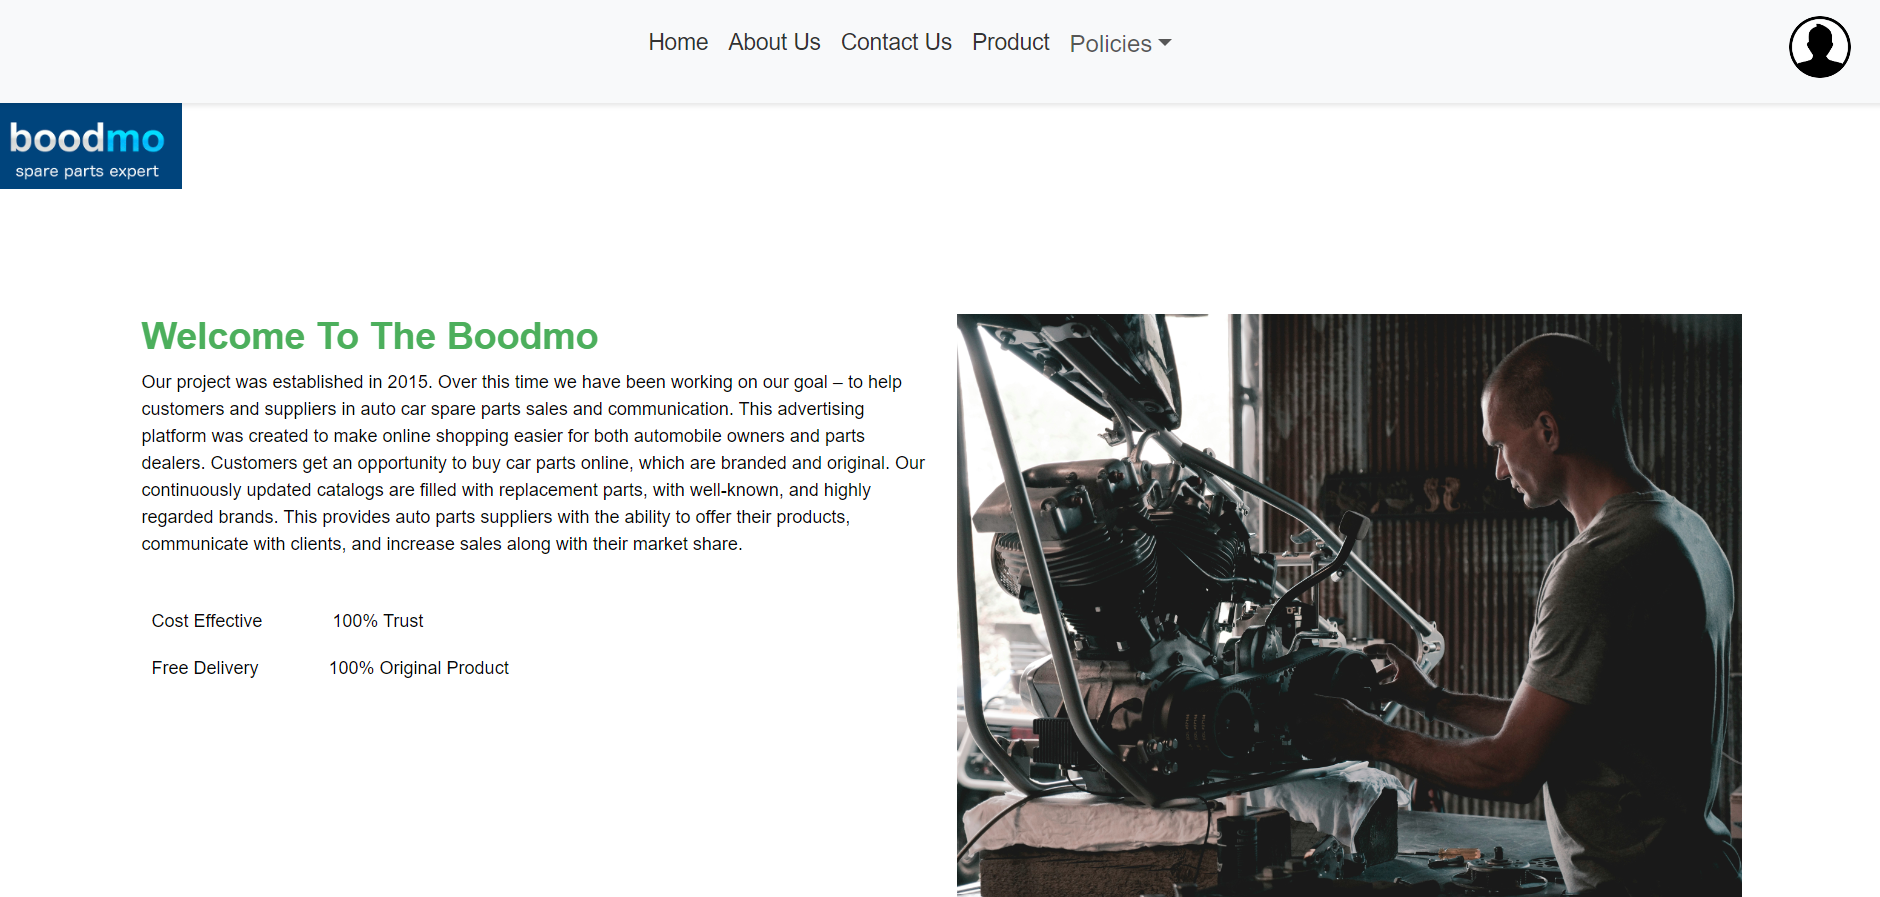 Home About Us Contact Us Product Policies
boodmo
spare parts expert
Welcome To The Boodmo
Our project was established in 2015. Over this time we have been working on our goal – to help
customers and suppliers in auto car spare parts sales and communication. This advertising
platform was created to make online shopping easier for both automobile owners and parts
dealers. Customers get an opportunity to buy car parts online, which are branded and original. Our
continuously updated catalogs are filled with replacement parts, with well-known, and highly
regarded brands. This provides auto parts suppliers with the ability to offer their products,
communicate with clients, and increase sales along with their market share.
Cost Effective 100% Trust
Free Delivery 100% Original Product